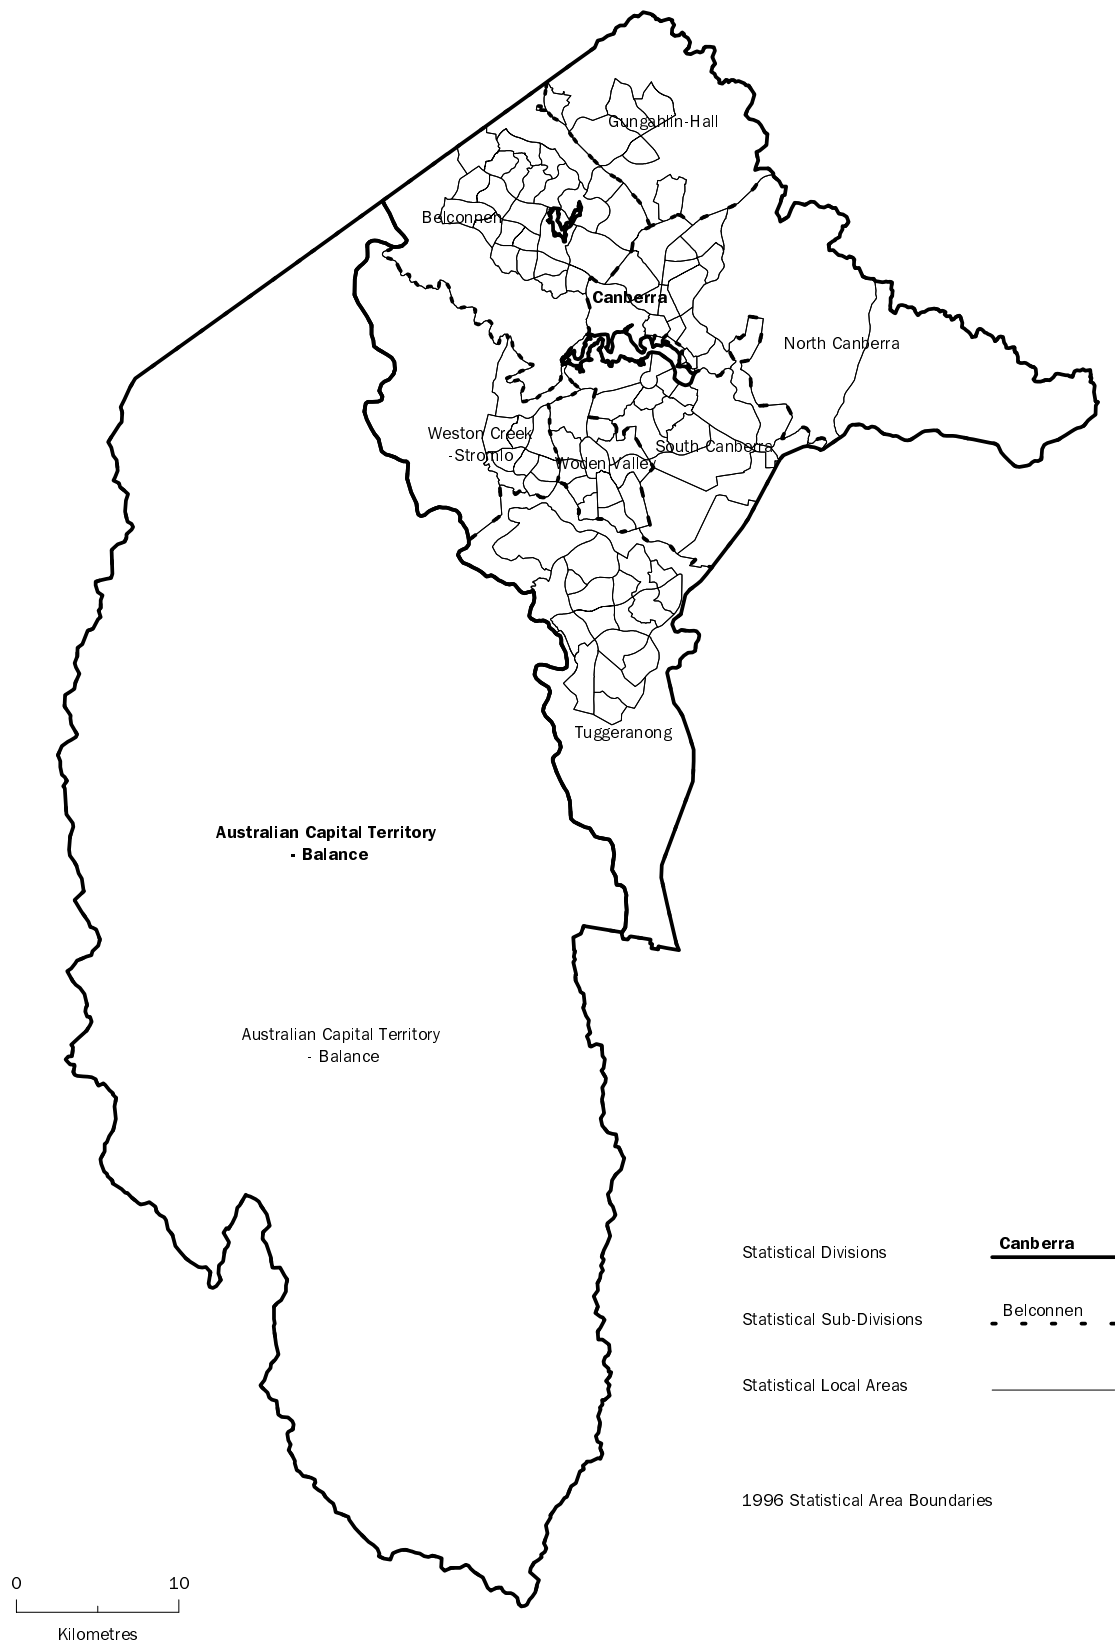 Gungahlin-Hall
Belconnen
Canberra
North Canberra
Weston Creek
-Stromlo
South Canberra
Woden Valley
Tuggeranong
Australian Capital Territory
- Balance
Australian Capital Territory
- Balance
Statistical Divisions
Canberra
Statistical Sub-Divisions
Belconnen
Statistical Local Areas
1996 Statistical Area Boundaries
0 10
Kilometres